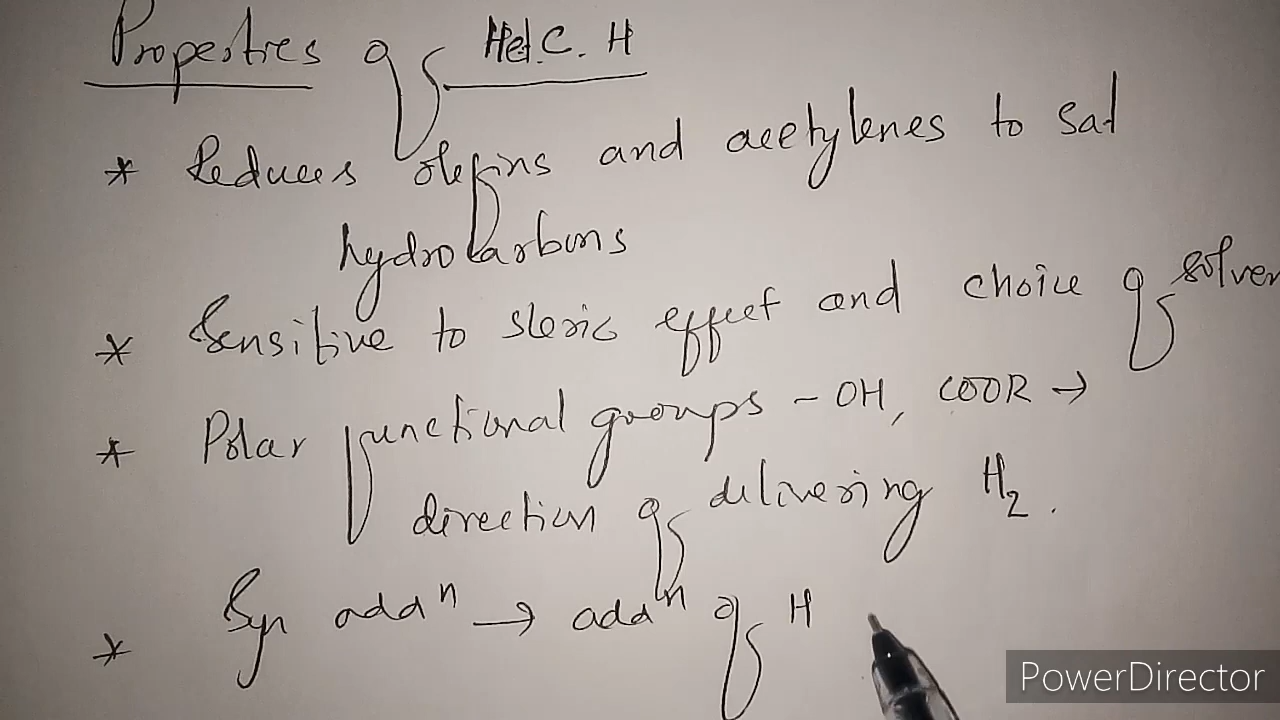 Properties of Het. C. H
* Reduces olefins and acetylenes to sat
hydrocarbons
* Sensitive to steric effect and choice of solven
* Polar functional groups - OH, COOR →
direction of delivering H2.
* Syn addn → addn of H
PowerDirector